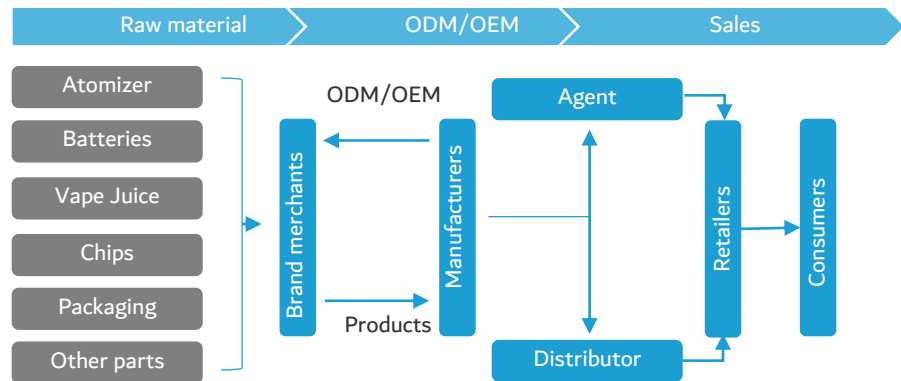 Raw material
ODM/OEM
Sales
Atomizer
Batteries
Vape Juice
Chips
Packaging
Other parts
Brand merchants
ODM/OEM
Products
Manufacturers
Agent
Distributor
Retailers
Consumers